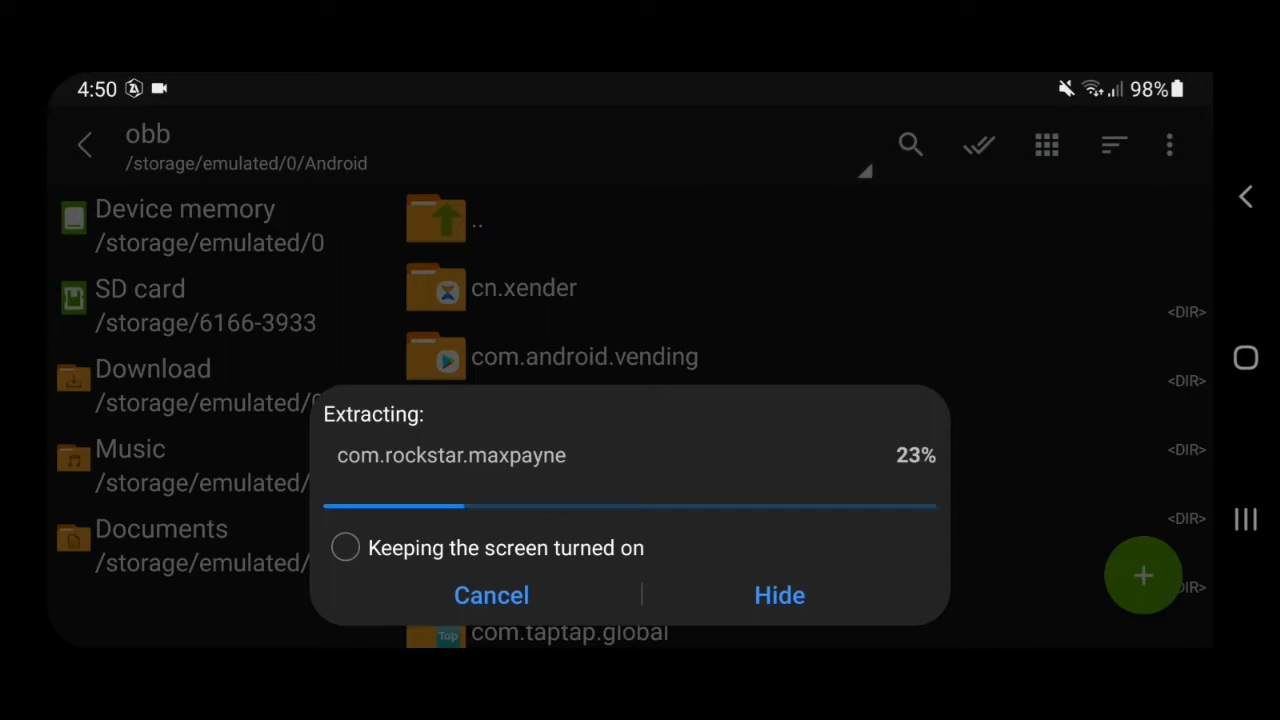 4:50
98%
obb
/storage/emulated/0/Android
Device memory
/storage/emulated/0
SD card
/storage/6166-3933
Download
/storage/emulated/0
Music
/storage/emulated/
Documents
/storage/emulated/
..
cn.xender
com.android.vending
<DIR>
<DIR>
<DIR>
<DIR>
DIR>
Extracting:
com.rockstar.maxpayne
23%
Keeping the screen turned on
Cancel
Hide
Top
com.taptap.global